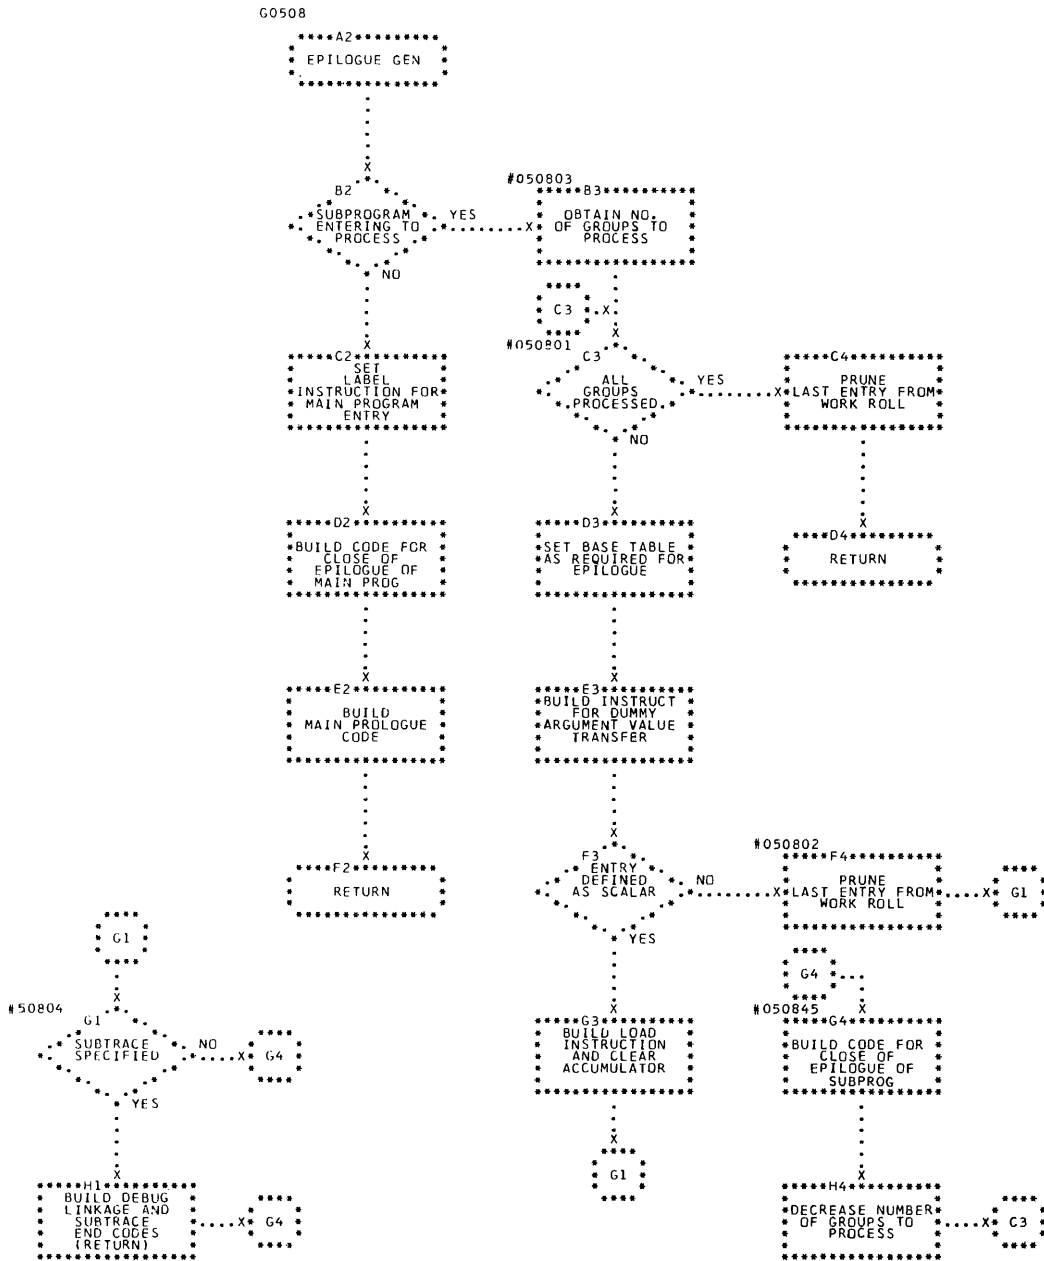 G0508
A2
EPILOGUE GEN
B2
SUBPROGRAM
ENTERING TO
PROCESS
YES
NO
#050803
B3
OBTAIN NO.
OF GROUPS TO
PROCESS
C3
#050801
C2
SET
LABEL
INSTRUCTION FOR
MAIN PROGRAM
ENTRY
C3
ALL
GROUPS
PROCESSED
YES
NO
C4
PRUNE
LAST ENTRY FROM
WORK ROLL
D2
BUILD CODE FOR
CLOSE OF
EPILOGUE OF
MAIN PROG
D3
SET BASE TABLE
AS REQUIRED FOR
EPILOGUE
D4
RETURN
E2
BUILD
MAIN PROLOGUE
CODE
E3
BUILD INSTRUCT
FOR DUMMY
ARGUMENT VALUE
TRANSFER
F2
RETURN
F3
ENTRY
DEFINED
AS SCALAR
NO
YES
#050802
F4
PRUNE
LAST ENTRY FROM
WORK ROLL
G1
G1
#50804
G1
SUBTRACE
SPECIFIED
NO
YES
G4
G3
BUILD LOAD
INSTRUCTION
AND CLEAR
ACCUMULATOR
G1
G4
#050845
G4
BUILD CODE FOR
CLOSE OF
EPILOGUE OF
SUBPROG
H1
BUILD DEBUG
LINKAGE AND
SUBTRACE
END CODES
(RETURN)
G4
H4
DECREASE NUMBER
OF GROUPS TO
PROCESS
C3